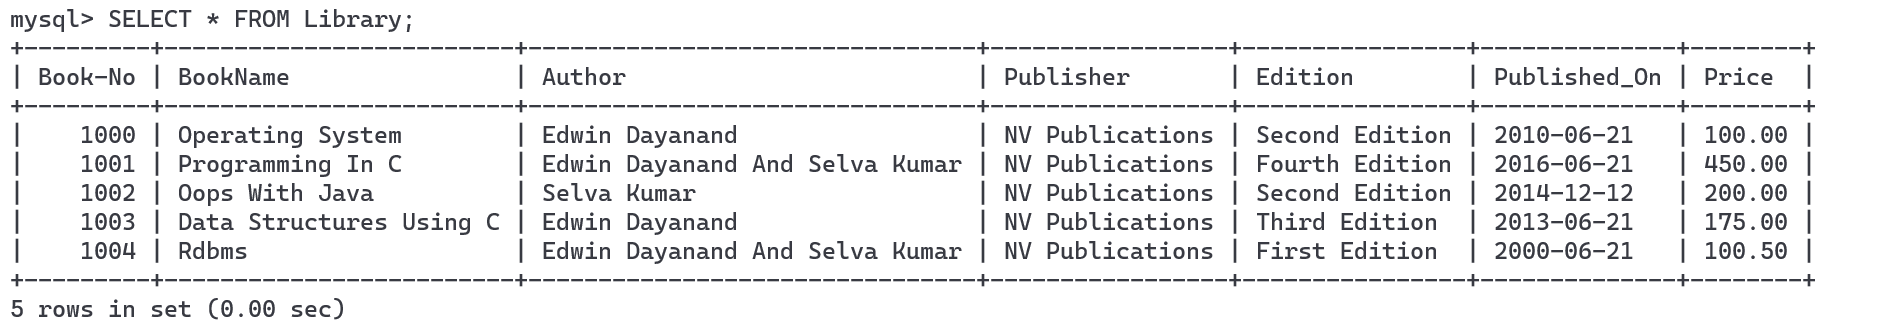 mysql> SELECT * FROM Library;
+---------+-------------------------+--------------------------------+-----------------+----------------+--------------+--------+
| Book-No | BookName                | Author                         | Publisher       | Edition        | Published_On | Price  |
+---------+-------------------------+--------------------------------+-----------------+----------------+--------------+--------+
|    1000 | Operating System        | Edwin Dayanand                 | NV Publications | Second Edition | 2010-06-21   | 100.00 |
|    1001 | Programming In C        | Edwin Dayanand And Selva Kumar | NV Publications | Fourth Edition | 2016-06-21   | 450.00 |
|    1002 | Oops With Java          | Selva Kumar                    | NV Publications | Second Edition | 2014-12-12   | 200.00 |
|    1003 | Data Structures Using C | Edwin Dayanand                 | NV Publications | Third Edition  | 2013-06-21   | 175.00 |
|    1004 | Rdbms                   | Edwin Dayanand And Selva Kumar | NV Publications | First Edition  | 2000-06-21   | 100.50 |
+---------+-------------------------+--------------------------------+-----------------+----------------+--------------+--------+
5 rows in set (0.00 sec)